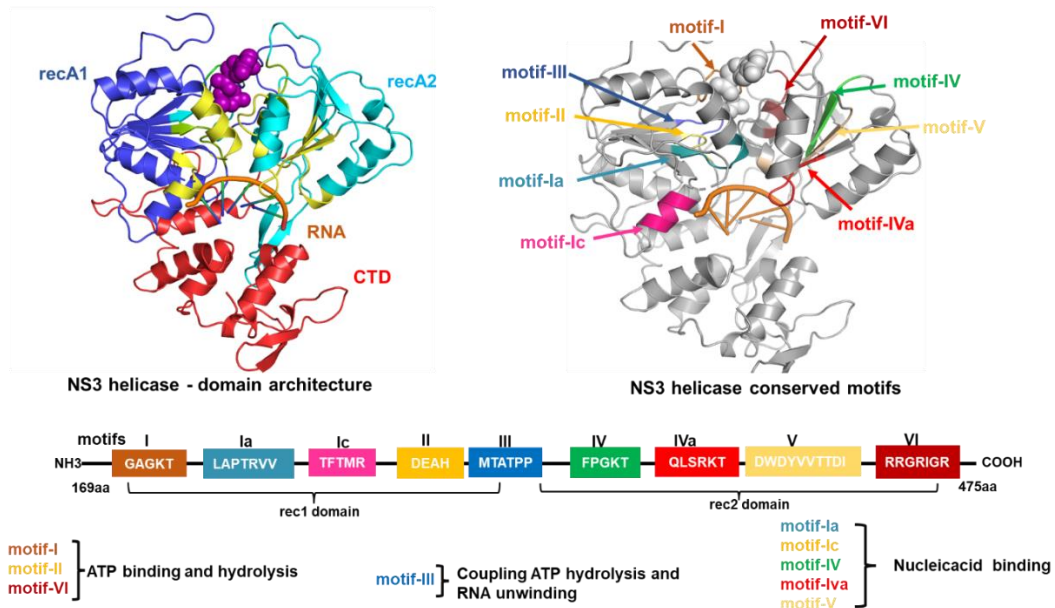 recA1
recA2
RNA
CTD
NS3 helicase - domain architecture
motif-I
motif-VI
motif-III
motif-IV
motif-II
motif-V
motif-Ia
motif-Ic
motif-IVa
NS3 helicase conserved motifs
motifs I Ia Ic II III IV IVa V VI
NH3 GAGKT LAPTRVV TFTMR DEAH MTATPP FPGKT QLSRKT DWDYVVTTDI RRGRIGR COOH
169aa 475aa
rec1 domain rec2 domain
motif-I
motif-II
motif-VI
ATP binding and hydrolysis
motif-III
Coupling ATP hydrolysis and
RNA unwinding
motif-Ia
motif-Ic
motif-IV
motif-Iva
motif-V
Nucleicacid binding